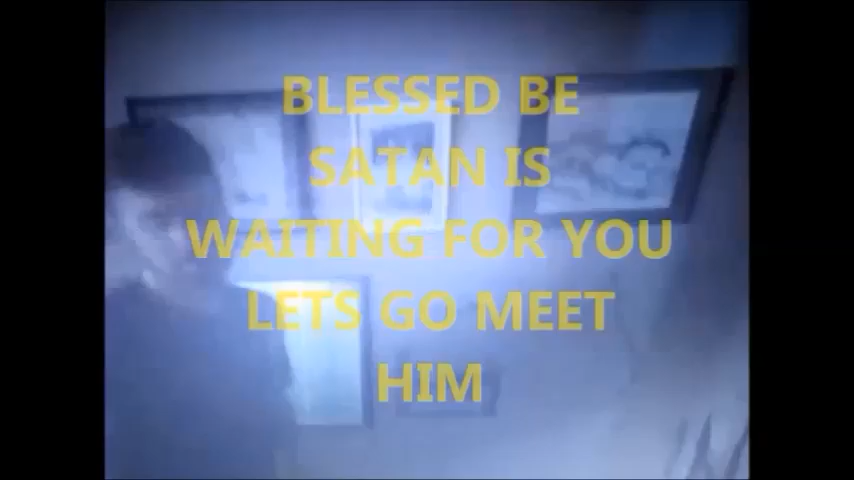 BLESSED BE
SATAN IS
WAITING FOR YOU
LETS GO MEET
HIM